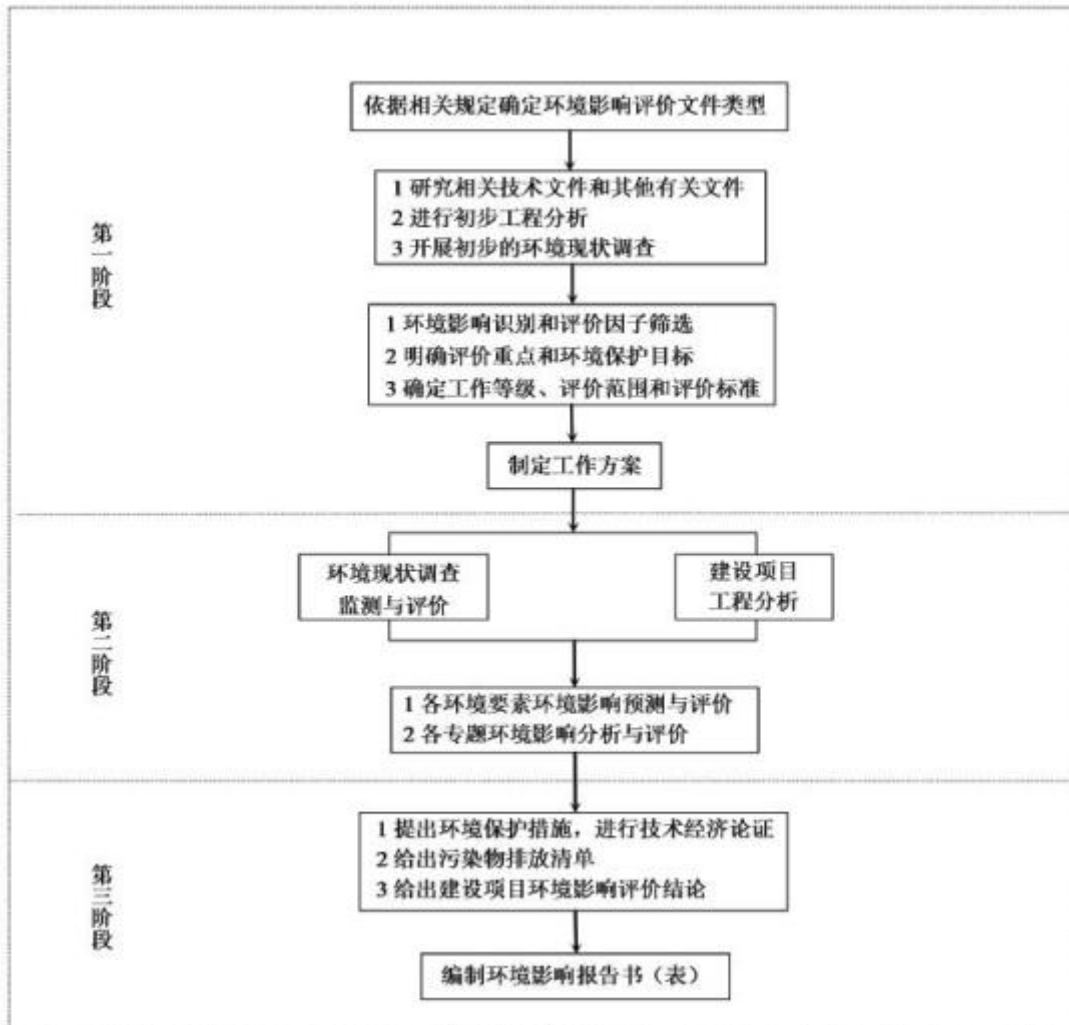 依据相关规定确定环境影响评价文件类型
1 研究相关技术文件和其他有关文件
2 进行初步工程分析
3 开展初步的环境现状调查
第一阶段
1 环境影响识别和评价因子筛选
2 明确评价重点和环境保护目标
3 确定工作等级、评价范围和评价标准
制定工作方案
环境现状调查
监测与评价
建设项目
工程分析
第二阶段
1 各环境要素环境影响预测与评价
2 各专题环境影响分析与评价
1 提出环境保护措施，进行技术经济论证
2 给出污染物排放清单
3 给出建设项目环境影响评价结论
第三阶段
编制环境影响报告书（表）